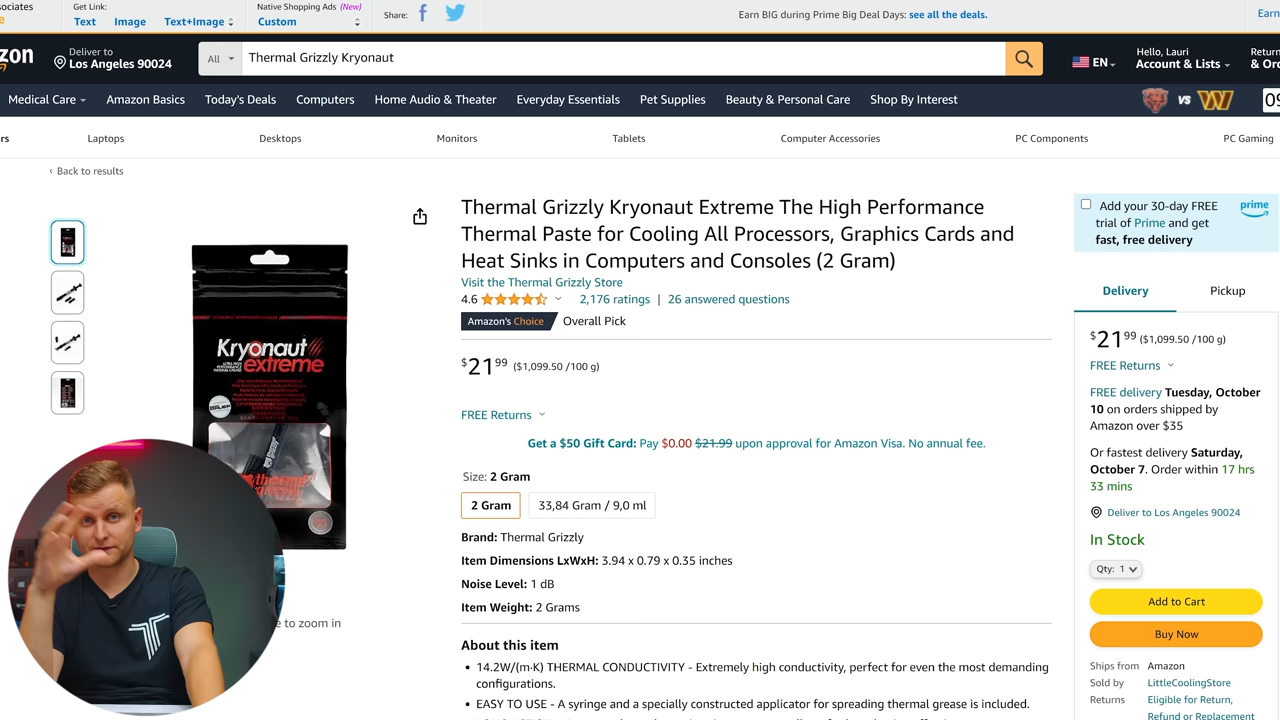 sociates
Get Link:
Native Shopping Ads (New)
Text Image Text+Image
Custom
Share:
Earn BIG during Prime Big Deal Days: see all the deals.
Earn
zon
Deliver to
Los Angeles 90024
All
Thermal Grizzly Kryonaut
EN
Hello, Lauri
Account & Lists
Return
& Ord
Medical Care Amazon Basics Today's Deals Computers Home Audio & Theater Everyday Essentials Pet Supplies Beauty & Personal Care Shop By Interest
VS
09
rs Laptops Desktops Monitors Tablets Computer Accessories PC Components PC Gaming
‹ Back to results
Thermal Grizzly Kryonaut Extreme The High Performance
Thermal Paste for Cooling All Processors, Graphics Cards and
Heat Sinks in Computers and Consoles (2 Gram)
Visit the Thermal Grizzly Store
4.6 2,176 ratings | 26 answered questions
Amazon's Choice Overall Pick
$21 99 ($1,099.50 /100 g)
FREE Returns
Get a $50 Gift Card: Pay $0.00 $21.99 upon approval for Amazon Visa. No annual fee.
Size: 2 Gram
2 Gram 33,84 Gram / 9,0 ml
Brand: Thermal Grizzly
Item Dimensions LxWxH: 3.94 x 0.79 x 0.35 inches
Noise Level: 1 dB
Item Weight: 2 Grams
About this item
• 14.2W/(m·K) THERMAL CONDUCTIVITY - Extremely high conductivity, perfect for even the most demanding
configurations.
• EASY TO USE - A syringe and a specially constructed applicator for spreading thermal grease is included.
Kryonaut
extreme
thermal
grizzly
e to zoom in
Add your 30-day FREE
trial of Prime and get
fast, free delivery
prime
Delivery Pickup
$21 99 ($1,099.50 /100 g)
FREE Returns
FREE delivery Tuesday, October
10 on orders shipped by
Amazon over $35
Or fastest delivery Saturday,
October 7. Order within 17 hrs
33 mins
Deliver to Los Angeles 90024
In Stock
Qty: 1
Add to Cart
Buy Now
Ships from Amazon
Sold by LittleCoolingStore
Returns Eligible for Return,
Refund or Replacement